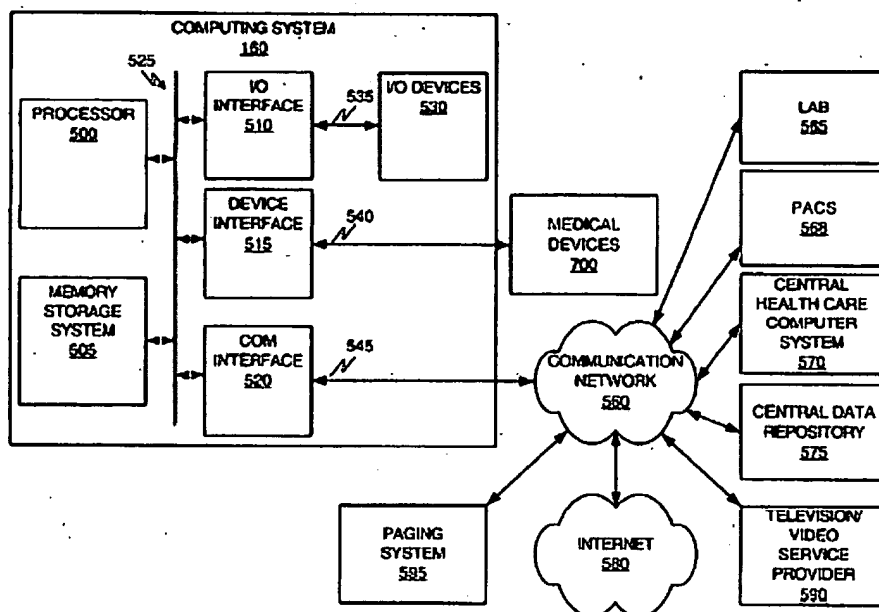 COMPUTING SYSTEM
160
525
PROCESSOR
500
I/O
INTERFACE
510
535
I/O DEVICES
530
DEVICE
INTERFACE
515
540
MEDICAL
DEVICES
700
MEMORY
STORAGE
SYSTEM
505
COM
INTERFACE
520
545
COMMUNICATION
NETWORK
560
LAB
565
PACS
568
CENTRAL
HEALTH CARE
COMPUTER
SYSTEM
570
CENTRAL DATA
REPOSITORY
575
PAGING
SYSTEM
595
INTERNET
580
TELEVISION/
VIDEO
SERVICE
PROVIDER
590